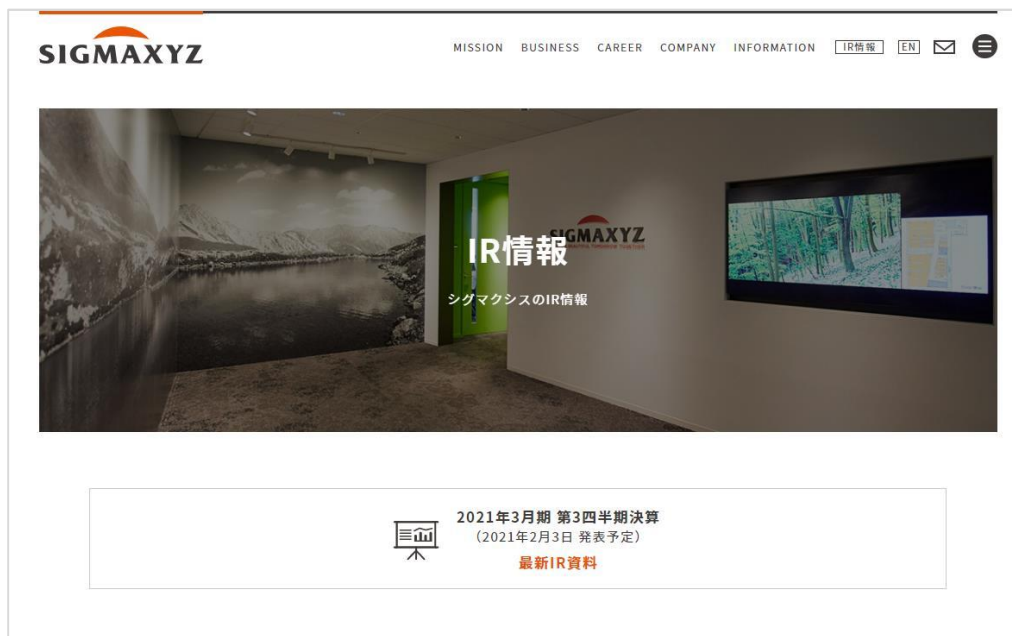 SIGMAXYZ
MISSION BUSINESS CAREER COMPANY INFORMATION IR情報 EN
SIGMAXYZ
IR情報
シグマクシスのIR情報
2021年3月期 第3四半期決算
（2021年2月3日 発表予定）
最新IR資料